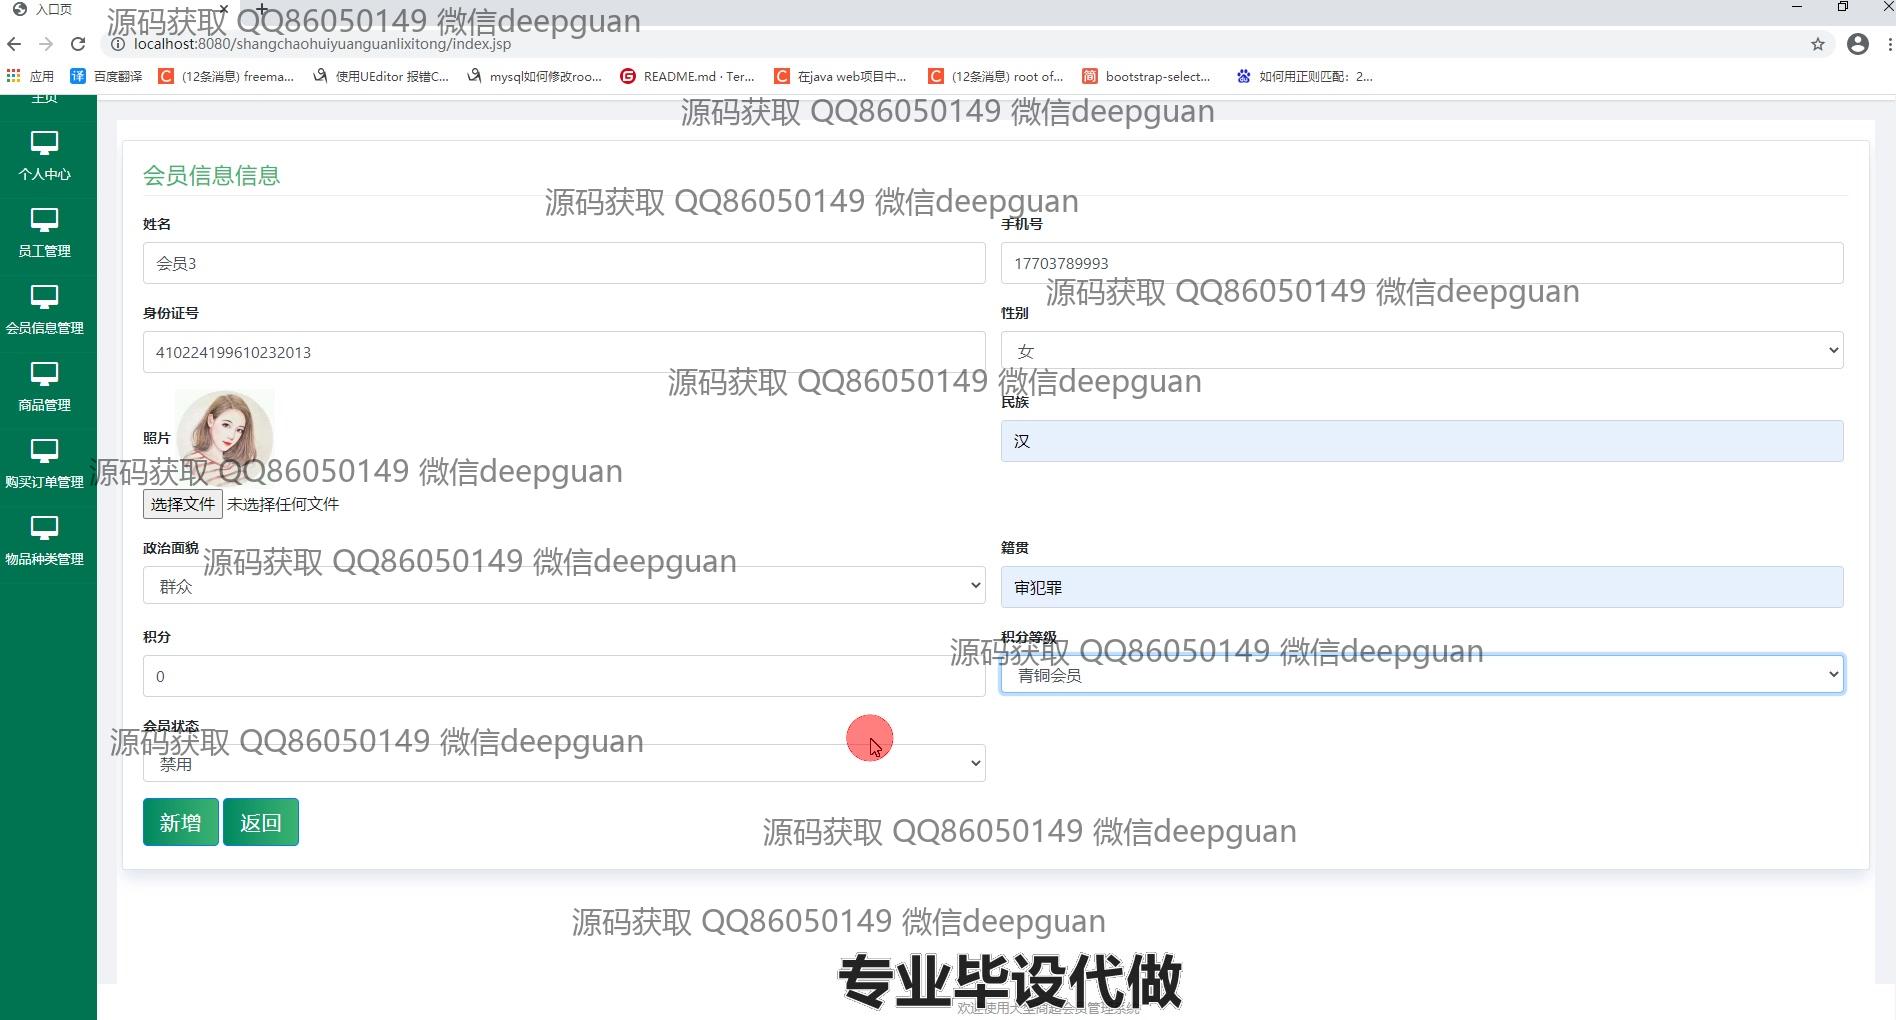 入口页
源码获取 QQ86050149 微信deepguan
localhost:8080/shangchaohuiyuanguanlixitong/index.jsp
应用
译 百度翻译
C (12条消息) freema...
使用UEditor 报错C...
mysql如何修改roo...
G README.md · Ter...
C 在java web项目中...
C (12条消息) root of...
简 bootstrap-select...
如何用正则匹配：2...
主页
源码获取 QQ86050149 微信deepguan
个人中心
员工管理
会员信息管理
商品管理
购买订单管理
物品种类管理
会员信息信息
源码获取 QQ86050149 微信deepguan
姓名
手机号
会员3
17703789993
源码获取 QQ86050149 微信deepguan
身份证号
性别
410224199610232013
女
源码获取 QQ86050149 微信deepguan
民族
照片
汉
源码获取 QQ86050149 微信deepguan
选择文件 未选择任何文件
政治面貌
源码获取 QQ86050149 微信deepguan
籍贯
群众
审犯罪
积分
积分等级
源码获取 QQ86050149 微信deepguan
0
青铜会员
会员状态
源码获取 QQ86050149 微信deepguan
禁用
新增 返回
源码获取 QQ86050149 微信deepguan
源码获取 QQ86050149 微信deepguan
专业毕设代做
欢迎使用大型商超会员管理系统